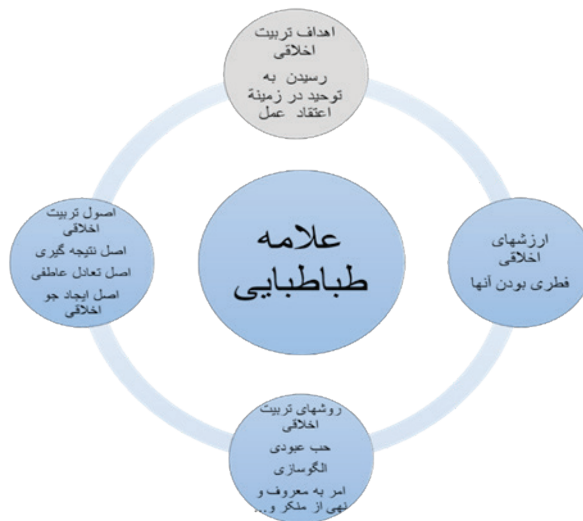 اهداف تربیت
اخلاقی
رسیدن به
توحید در زمینة
اعتقاد عمل
ارزشهای
اخلاقی
فطری بودن آنها
علامه
طباطبایی
اصول تربیت
اخلاقی
اصل نتیجه گیری
اصل تعادل عاطفی
اصل ایجاد جو
اخلاقی
روشهای تربیت
اخلاقی
حب عبودی
الگوسازی
امر به معروف و
نهی از منکر و...